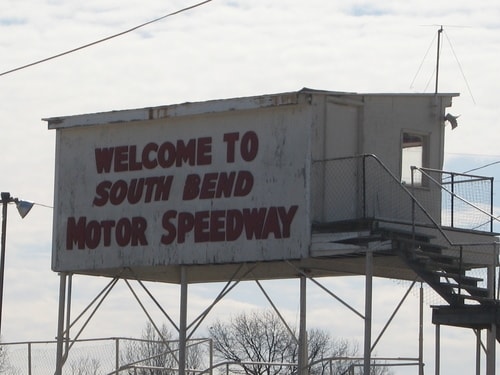 WELCOME TO
SOUTH BEND
MOTOR SPEEDWAY